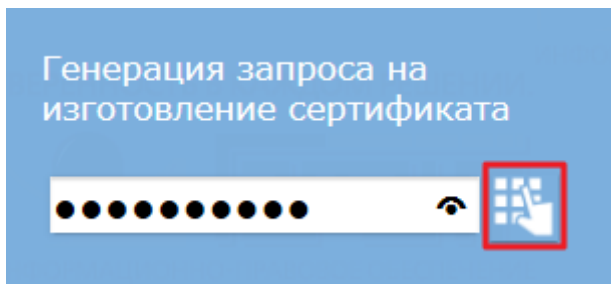 Генерация запроса на
изготовление сертификата
●●●●●●●●●●